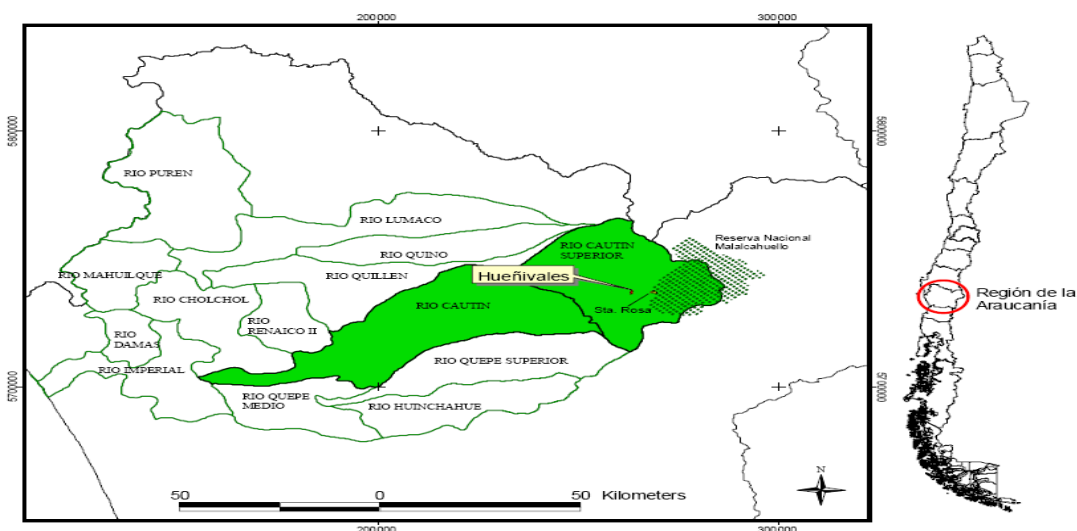 200000
300000
5800000
5800000
RIO PUREN
RIO LUMACO
Reserva Nacional
Malalcahuello
RIO CAUTIN
SUPERIOR
RIO QUINO
RIO MAHUILQUE
RIO QUILLEN
Hueñivales
RIO CHOLCHOL
RIO CAUTIN
Sta. Rosa
Región de la
Araucanía
RIO
RENAICO II
RIO
DAMAS
RIO QUEPE SUPERIOR
RIO IMPERIAL
5700000
5700000
RIO QUEPE
MEDIO
RIO HUINCHAHUE
N
50 0 50 Kilometers
200000
300000